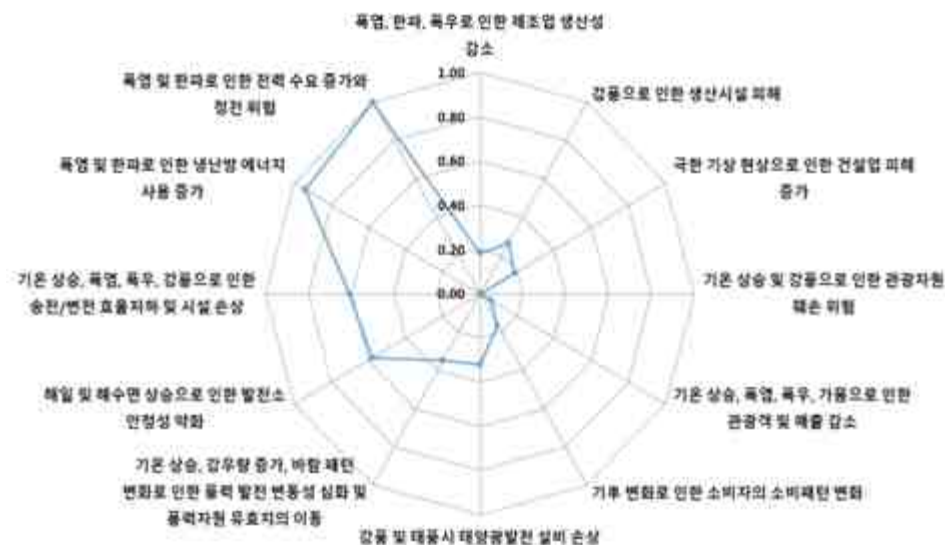 폭염, 한파, 폭우로 인한 제조업 생산성
감소
폭염 및 한파로 인한 전력 수요 증가와
정전 위험
강풍으로 인한 생산시설 피해
폭염 및 한파로 인한 냉난방 에너지
사용 증가
극한 기상 현상으로 인한 건설업 피해
증가
기온 상승, 폭염, 폭우, 강풍으로 인한
송전/변전 효율저하 및 시설 손상
기온 상승 및 강풍으로 인한 관광자원
훼손 위험
해일 및 해수면 상승으로 인한 발전소
안정성 악화
기온 상승, 폭염, 폭우, 가뭄으로 인한
관광객 및 매출 감소
기온 상승, 강우량 증가, 바람 패턴
변화로 인한 풍력 발전 변동성 심화 및
풍력자원 유효지의 이동
기후 변화로 인한 소비자의 소비패턴 변화
강풍 및 태풍시 태양광발전 설비 손상
1.00
0.80
0.60
0.40
0.20
0.00